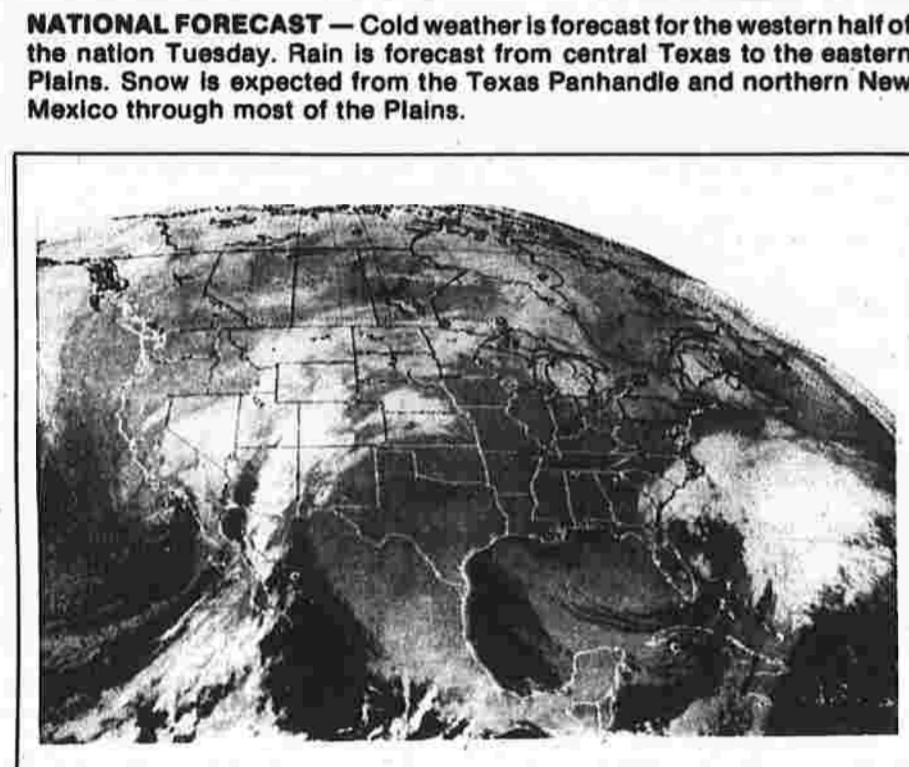 NATIONAL FORECAST — Cold weather is forecast for the western half of
the nation Tuesday. Rain is forecast from central Texas to the eastern
Plains. Snow is expected from the Texas Panhandle and northern New
Mexico through most of the Plains.